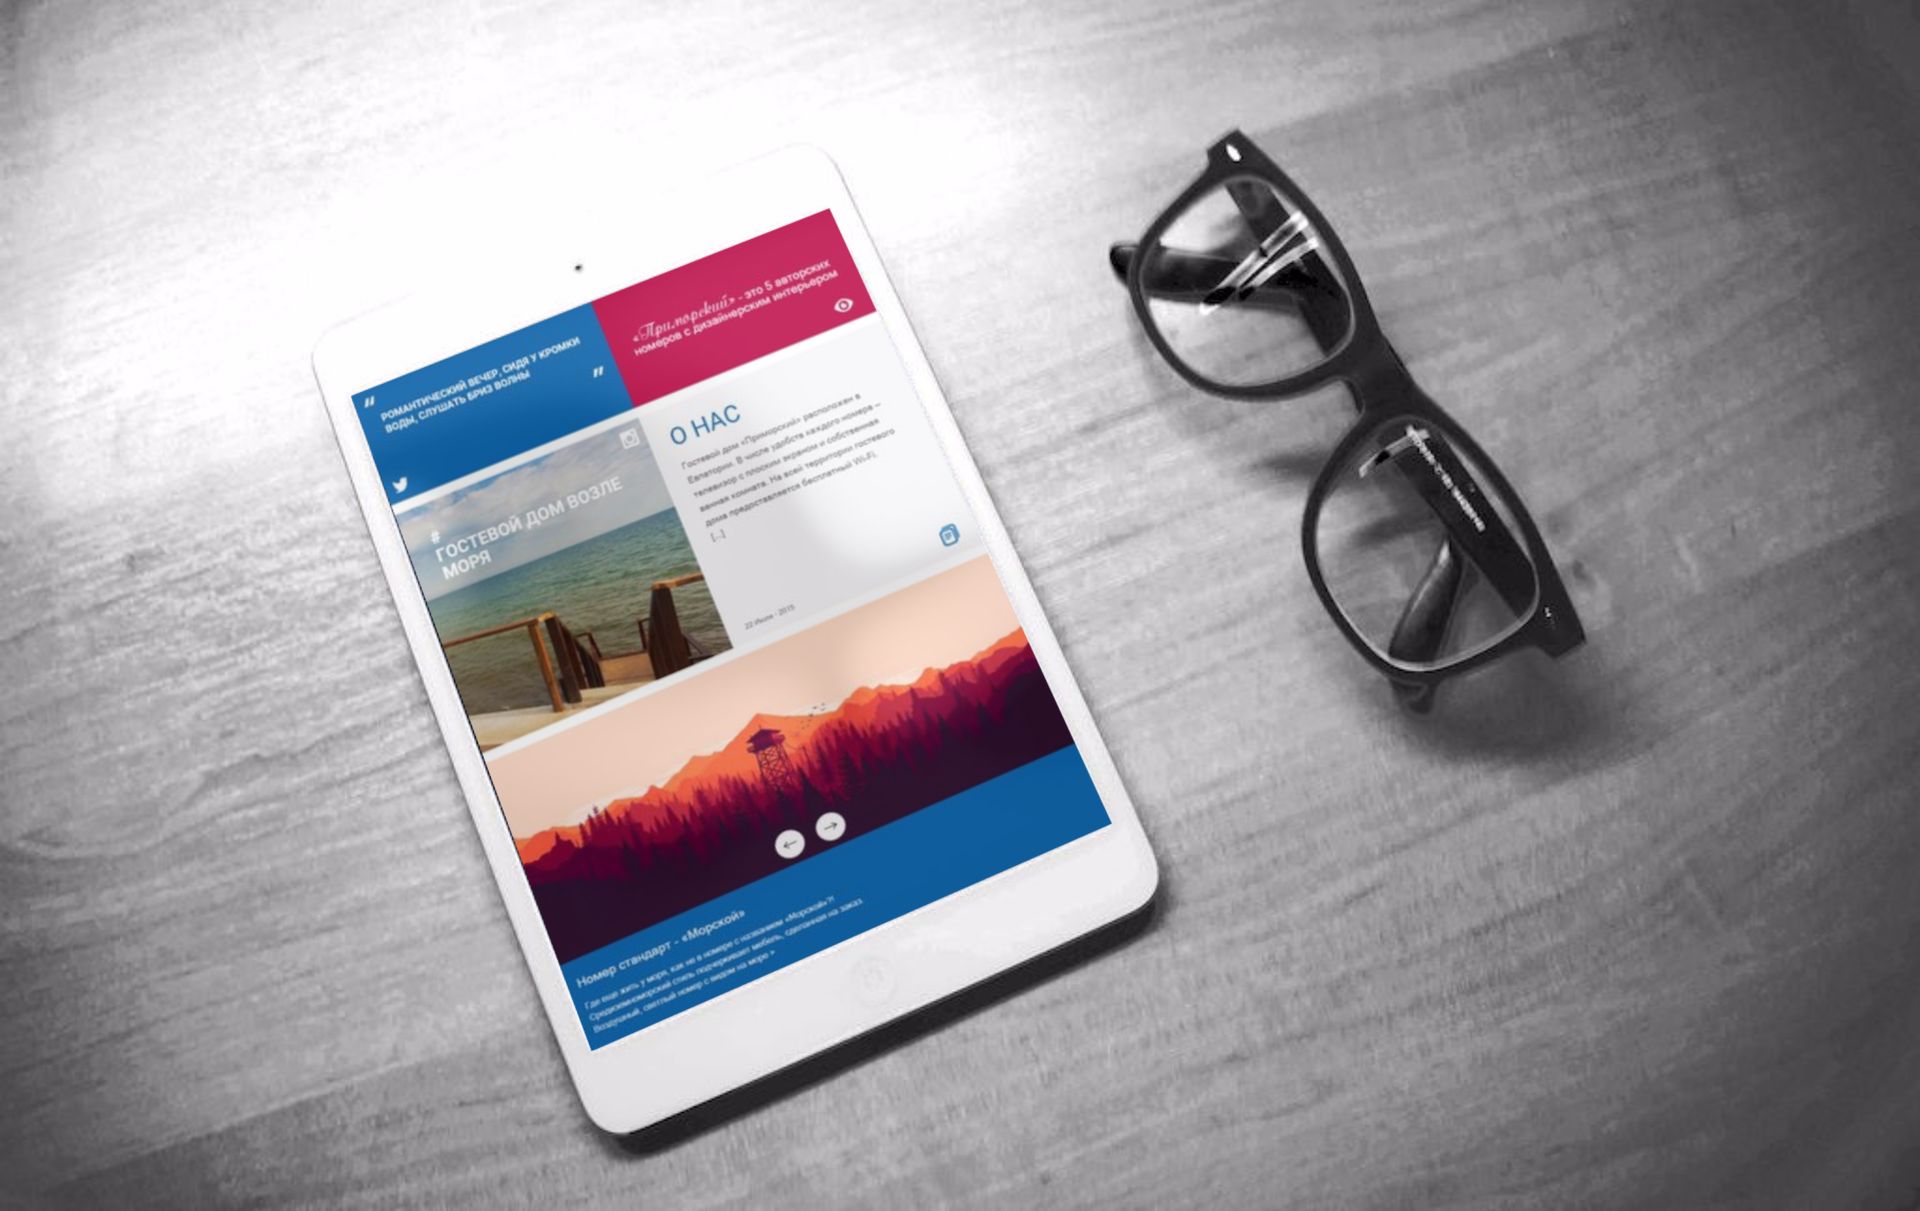 "
РОМАНТИЧЕСКИЙ ВЕЧЕР, СИДЯ У КРОМКИ
ВОДЫ, СЛУШАТЬ БРИЗ ВОЛНЫ
"
«Приморский» - это 5 авторских
номеров с дизайнерским интерьером
#
ГОСТЕВОЙ ДОМ ВОЗЛЕ
МОРЯ
О НАС
Гостевой дом «Приморский» расположен в
Евпатории. В числе удобств каждого номера –
телевизор с плоским экраном и собственная
ванная комната. На всей территории гостевого
дома предоставляется бесплатный Wi-Fi.
[...]
22 Июля - 2015
Номер стандарт - «Морской»
Где еще жить у моря, как не в номере с названием «Морской»?!
Средиземноморский стиль подчеркивает мебель, сделанная на заказ.
Воздушный, светлый номер с видом на море >